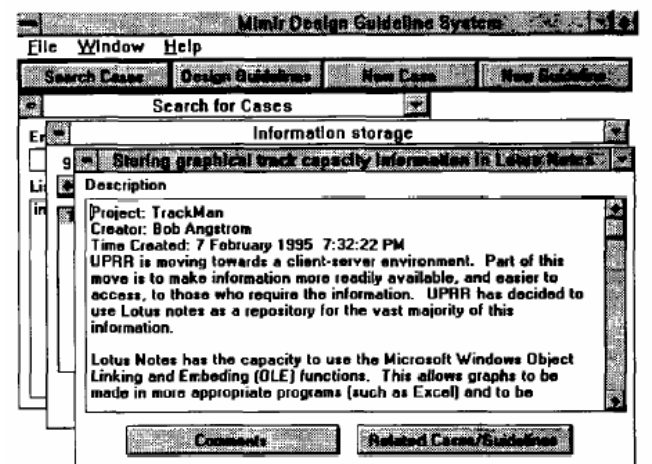 Mimir Design Guideline System
File Window Help
Search Cases Design Guidelines New Case New Guideline
Search for Cases
Information storage
Er
g
Storing graphical track capacity information in Lotus Notes
Li
Description
in
Project: TrackMan
Creator: Bob Angstrom
Time Created: 7 February 1995 7:32:22 PM
UPRR is moving towards a client-server environment. Part of this
move is to make information more readily available, and easier to
access, to those who require the information. UPRR has decided to
use Lotus notes as a repository for the vast majority of this
information.
Lotus Notes has the capacity to use the Microsoft Windows Object
Linking and Embeding (OLE) functions. This allows graphs to be
made in more appropriate programs (such as Excel) and to be
Comments Related Cases/Guidelines